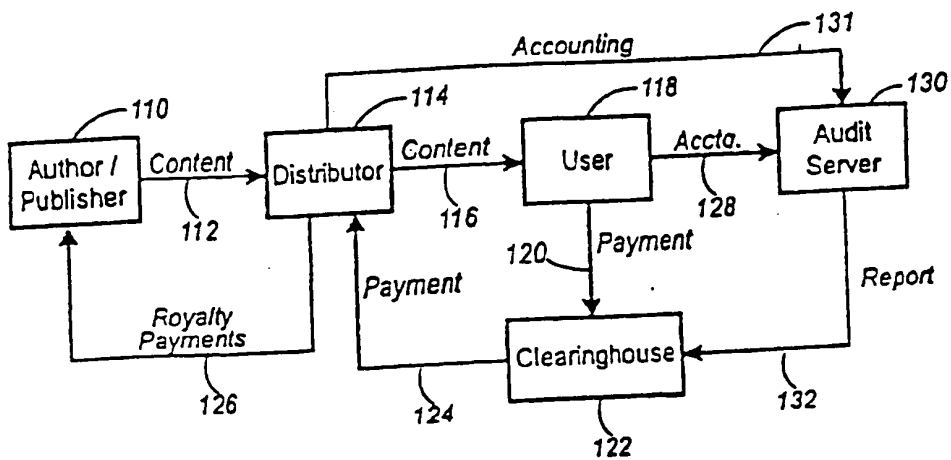 Accounting
131
110
114
118
130
Author /
Publisher
Content
112
Distributor
Content
116
User
Accta.
128
Audit
Server
120
Payment
Payment
Report
Royalty
Payments
126
124
Clearinghouse
122
132